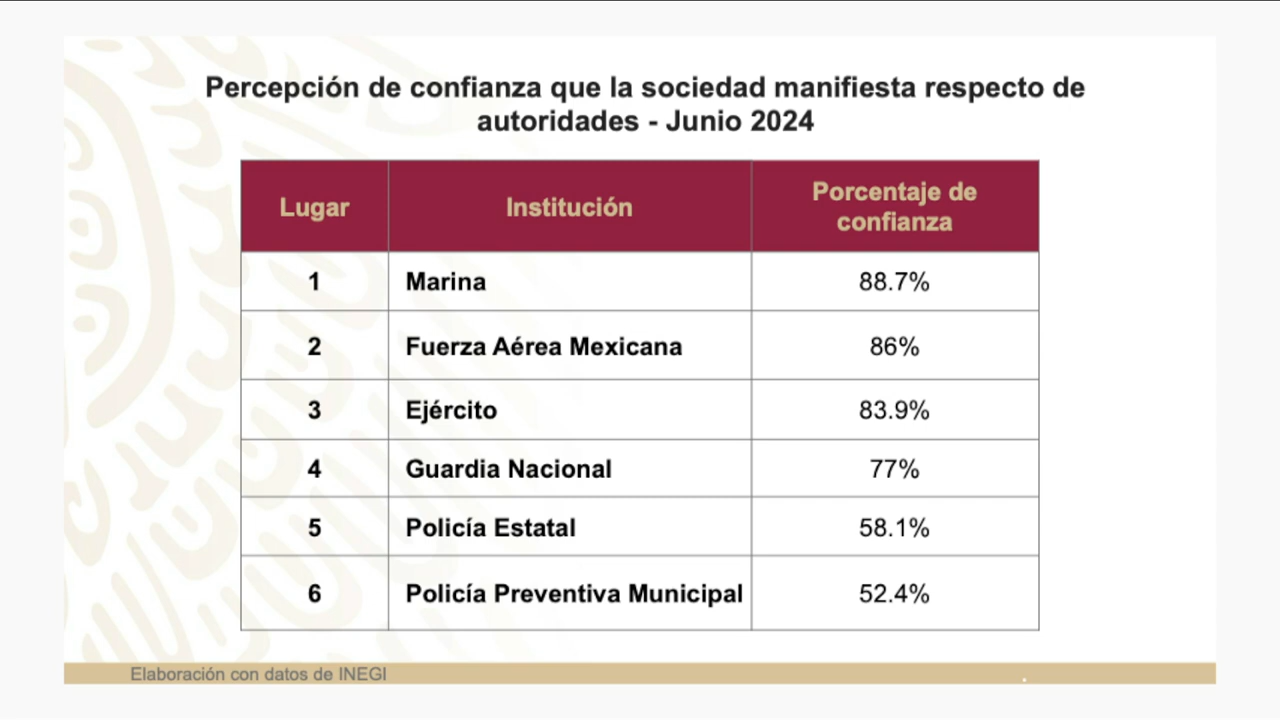 Percepción de confianza que la sociedad manifiesta respecto de
autoridades - Junio 2024
Lugar Institución Porcentaje de
confianza
1 Marina 88.7%
2 Fuerza Aérea Mexicana 86%
3 Ejército 83.9%
4 Guardia Nacional 77%
5 Policía Estatal 58.1%
6 Policía Preventiva Municipal 52.4%
Elaboración con datos de INEGI